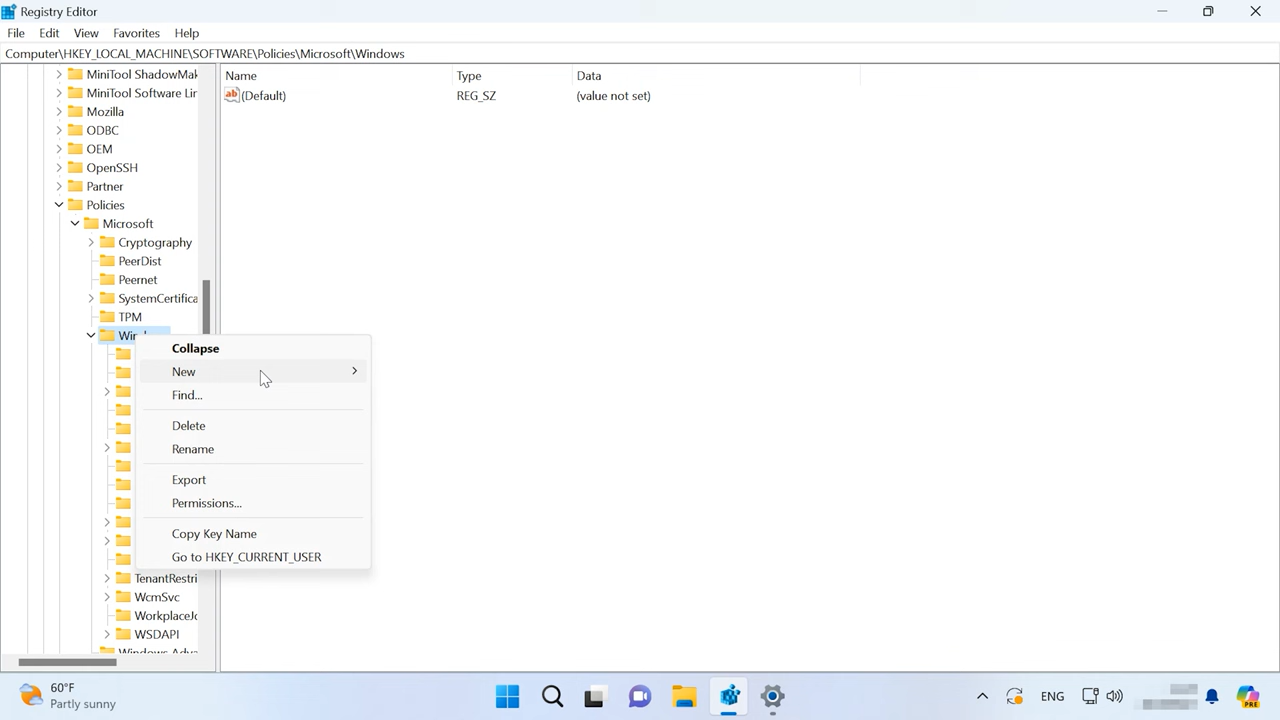 Registry Editor
File Edit View Favorites Help
Computer\HKEY_LOCAL_MACHINE\SOFTWARE\Policies\Microsoft\Windows
Name Type Data
(Default) REG_SZ (value not set)
MiniTool ShadowMak
MiniTool Software Lir
Mozilla
ODBC
OEM
OpenSSH
Partner
Policies
Microsoft
Cryptography
PeerDist
Peernet
SystemCertifica
TPM
Collapse
New
Find...
Delete
Rename
Export
Permissions...
Copy Key Name
Go to HKEY_CURRENT_USER
TenantRestri
WcmSvc
WorkplaceJo
WSDAPI
Windows Adva
60°F
Partly sunny
ENG
PRE